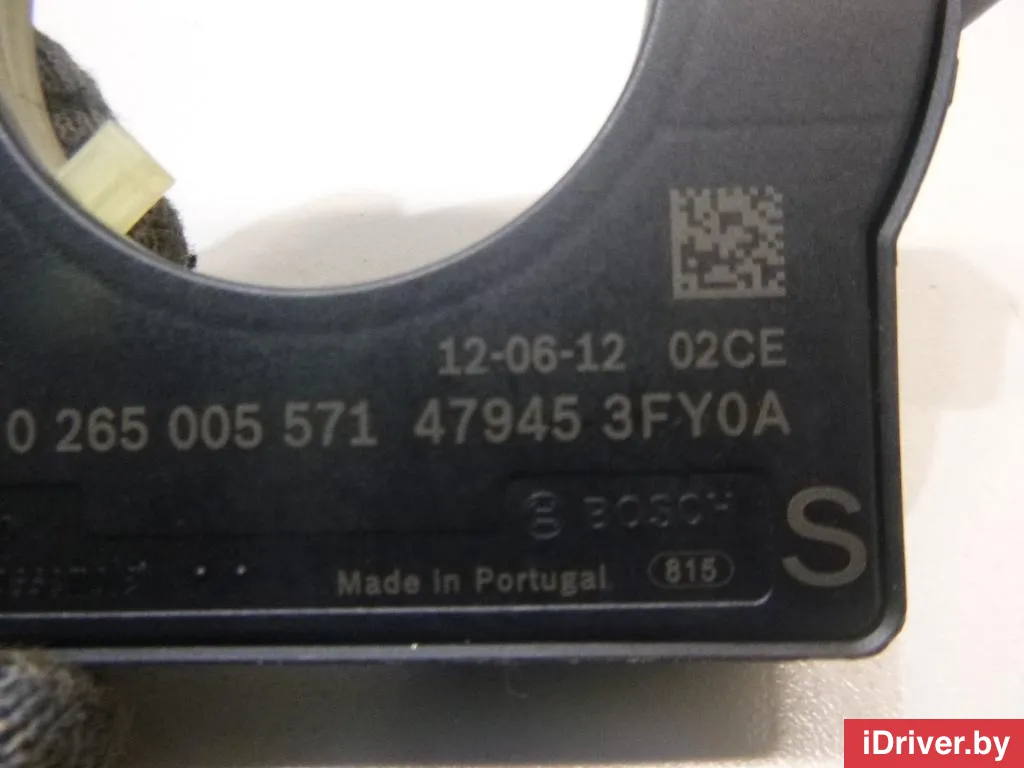 12-06-12 02CE
0 265 005 571 47945 3FY0A
BOSCH
S
Made in Portugal 815
iDriver.by